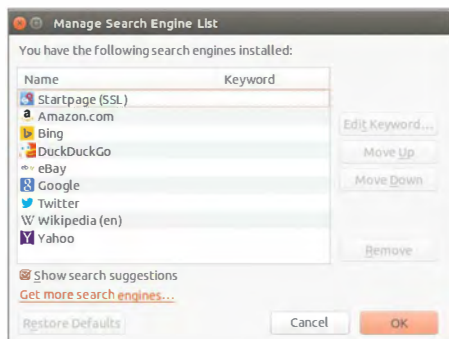 Manage Search Engine List
You have the following search engines installed:
Name Keyword
Startpage (SSL)
Amazon.com
Bing
DuckDuckGo
eBay
Google
Twitter
Wikipedia (en)
Yahoo
Edit Keyword...
Move Up
Move Down
Remove
Show search suggestions
Get more search engines...
Restore Defaults Cancel OK